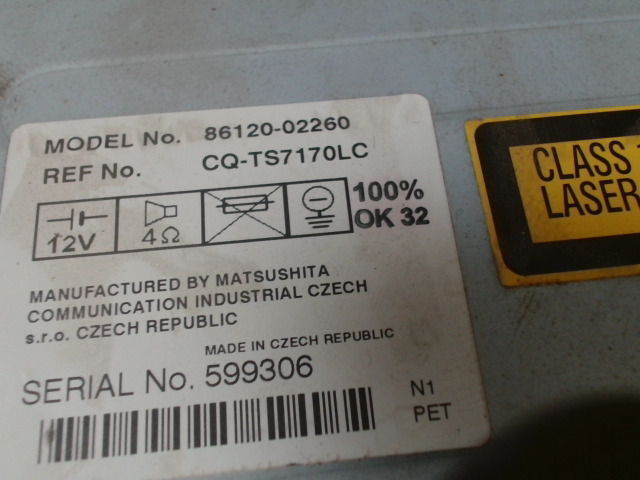 MODEL No. 86120-02260
REF No. CQ-TS7170LC
12V
4Ω
100%
OK 32
MANUFACTURED BY MATSUSHITA
COMMUNICATION INDUSTRIAL CZECH
s.r.o. CZECH REPUBLIC
MADE IN CZECH REPUBLIC
SERIAL No. 599306
N1
PET
CLASS 1
LASER